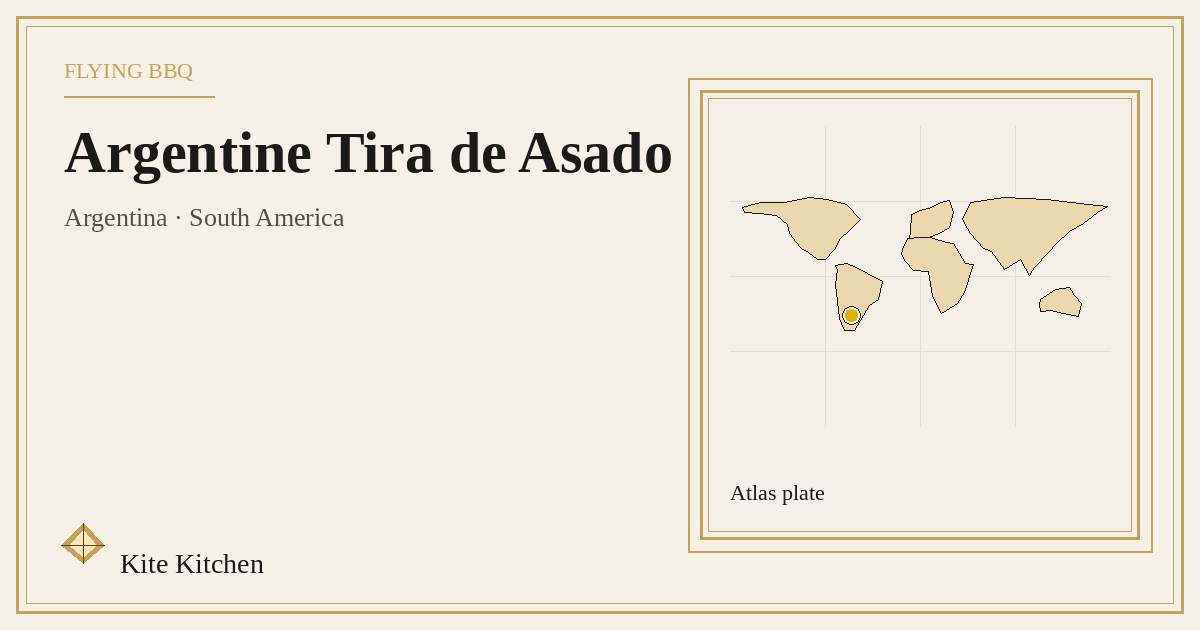 FLYING BBQ
Argentine Tira de Asado
Argentina · South America
Atlas plate
Kite Kitchen